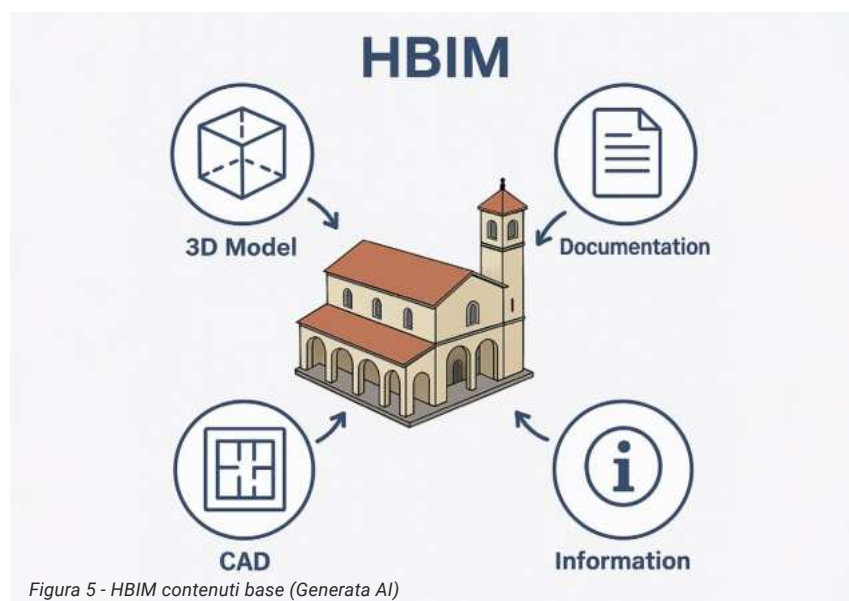 HBIM
3D Model
Documentation
CAD
Information
Figura 5 - HBIM contenuti base (Generata AI)